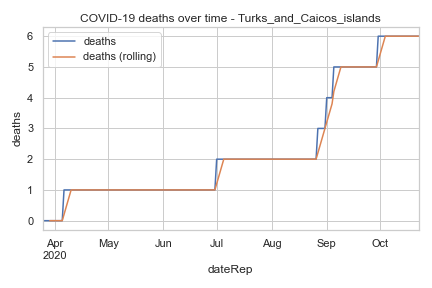 COVID-19 deaths over time - Turks_and_Caicos_islands
deaths
deaths (rolling)
6
5
4
3
2
1
0
deaths
Apr May Jun Jul Aug Sep Oct
2020
dateRep